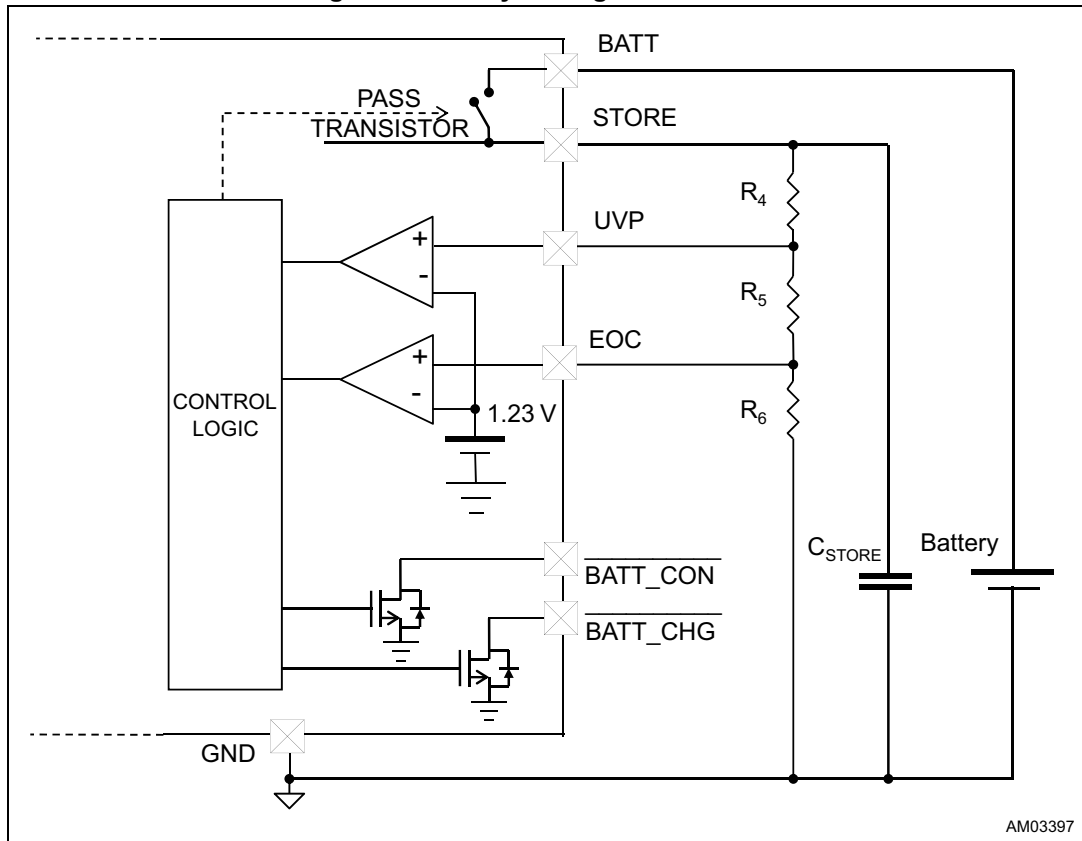 BATT
PASS
TRANSISTOR
STORE
R4
UVP
+
-
R5
EOC
+
-
1.23 V
R6
CONTROL
LOGIC
CSTORE
Battery
BATT_CON
BATT_CHG
GND
AM03397